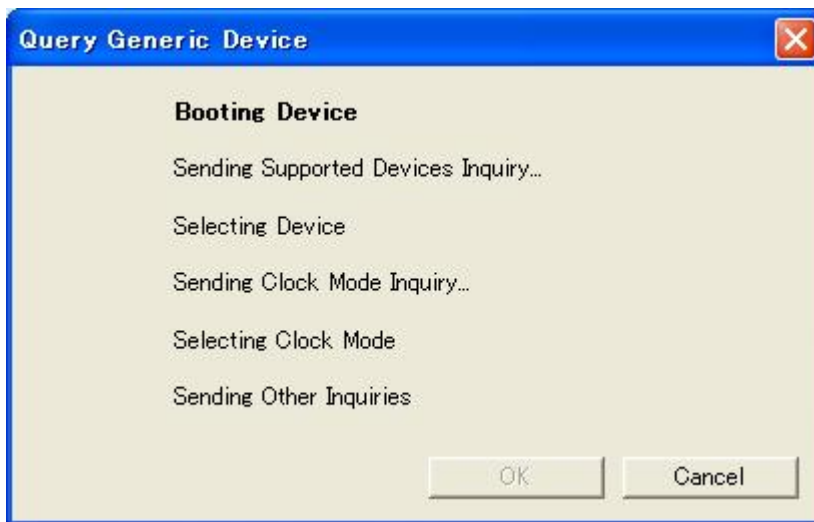 Query Generic Device
Booting Device
Sending Supported Devices Inquiry...
Selecting Device
Sending Clock Mode Inquiry...
Selecting Clock Mode
Sending Other Inquiries
OK
Cancel